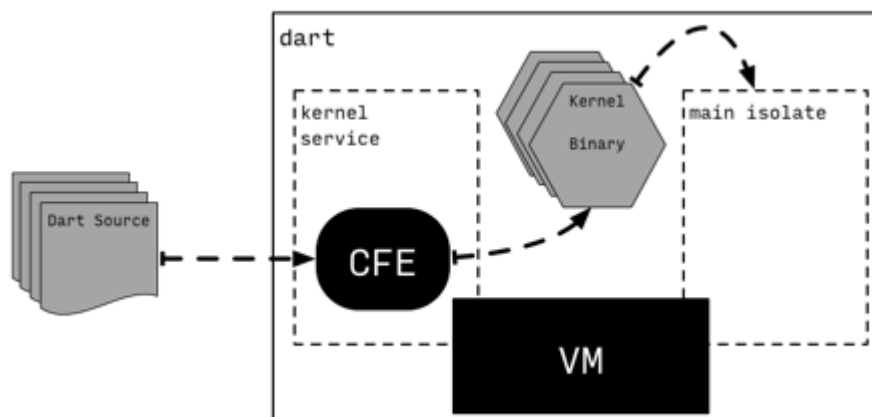 dart
kernel
service
Kernel
Binary
main isolate
Dart Source
CFE
VM